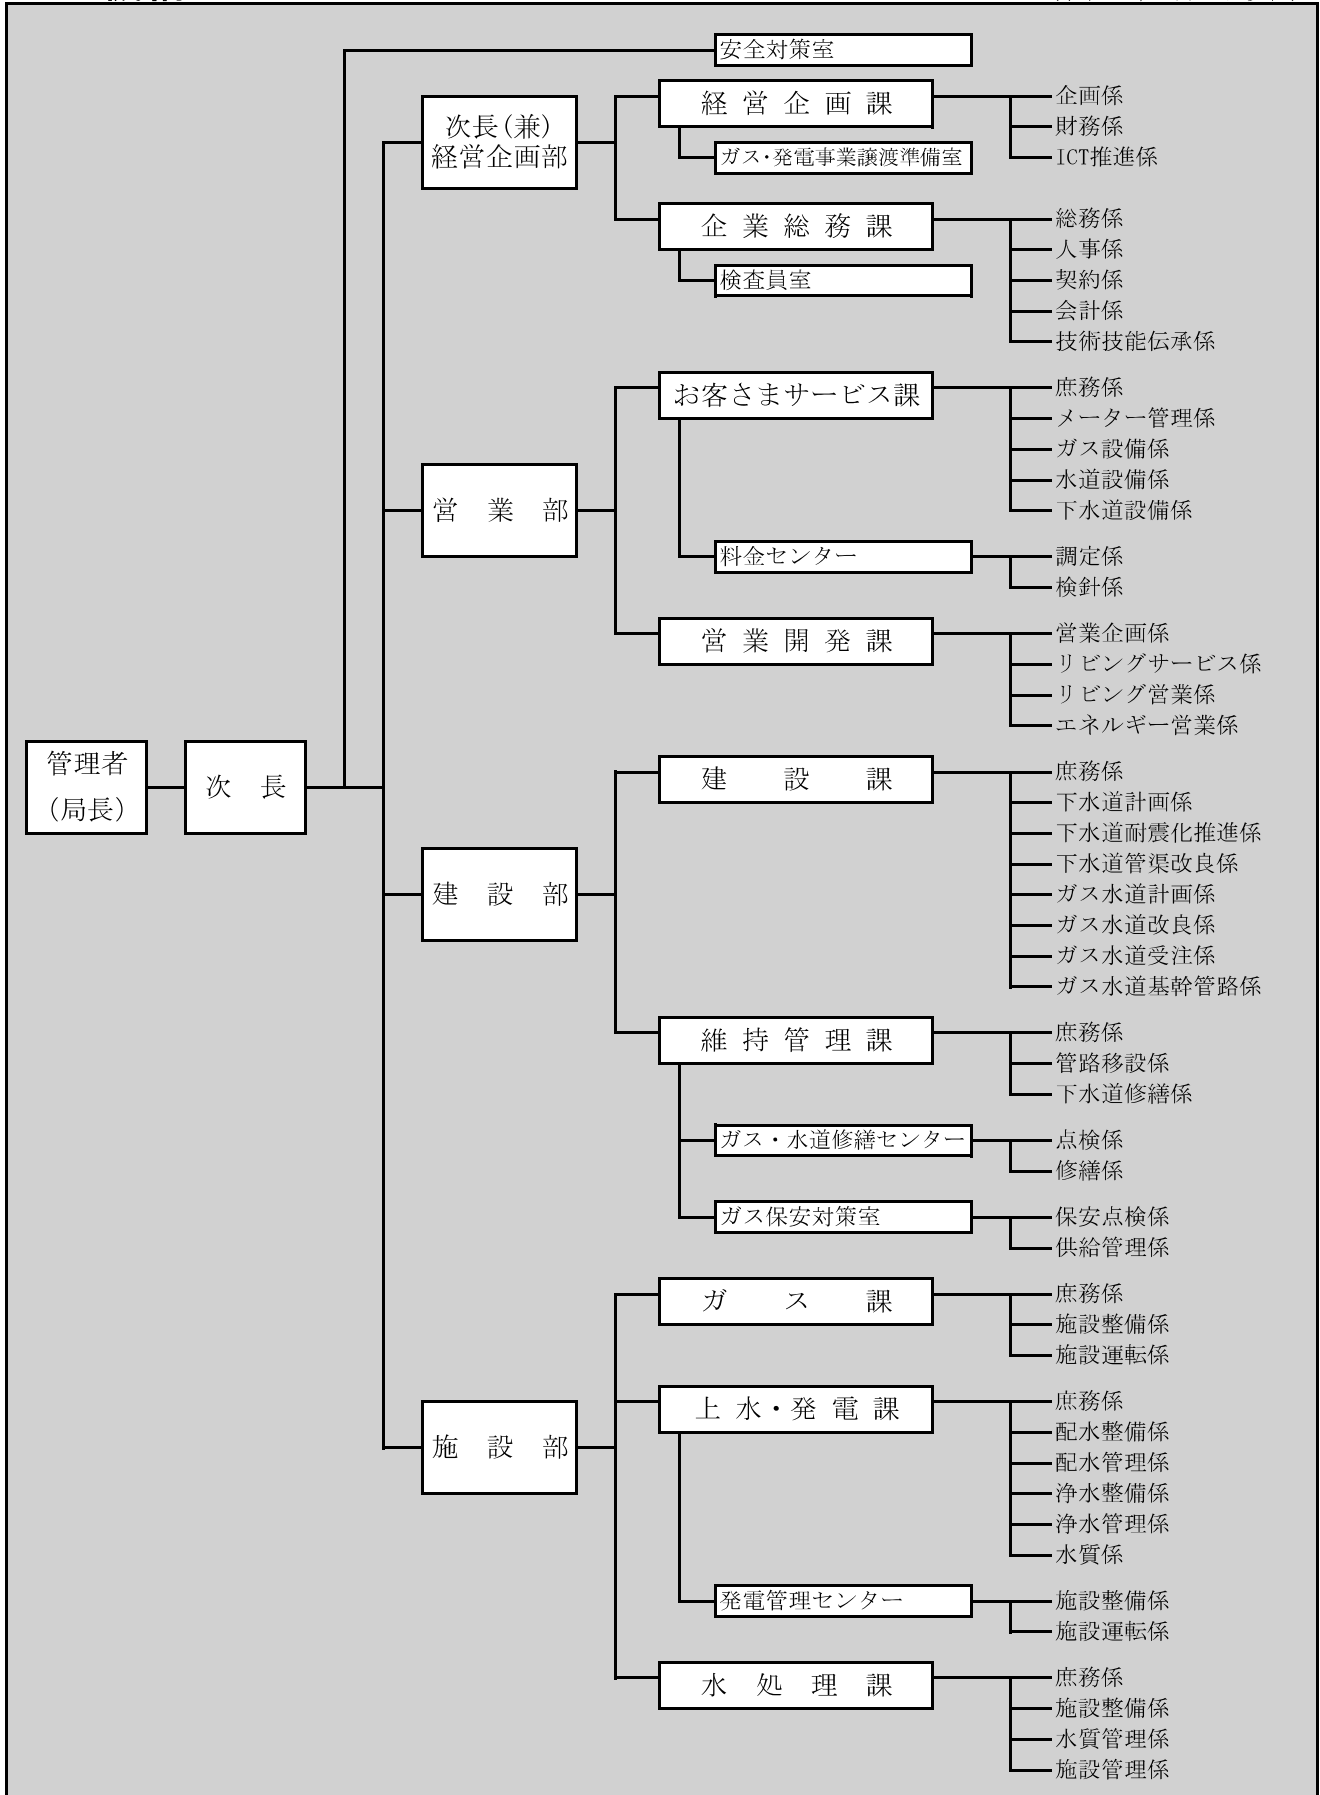 安全対策室
経営企画課
企画係
財務係
ICT推進係
次長(兼)
経営企画部
ガス・発電事業譲渡準備室
企業総務課
総務係
人事係
契約係
会計係
技術技能伝承係
検査員室
お客さまサービス課
庶務係
メーター管理係
ガス設備係
水道設備係
下水道設備係
営業部
料金センター
調定係
検針係
営業開発課
営業企画係
リビングサービス係
リビング営業係
エネルギー営業係
管理者
(局長)
次長
建設課
庶務係
下水道計画係
下水道耐震化推進係
下水道管渠改良係
ガス水道計画係
ガス水道改良係
ガス水道受注係
ガス水道基幹管路係
建設部
維持管理課
庶務係
管路移設係
下水道修繕係
ガス・水道修繕センター
点検係
修繕係
ガス保安対策室
保安点検係
供給管理係
ガス課
庶務係
施設整備係
施設運転係
施設部
上水・発電課
庶務係
配水整備係
配水管理係
浄水整備係
浄水管理係
水質係
発電管理センター
施設整備係
施設運転係
水処理課
庶務係
施設整備係
水質管理係
施設管理係